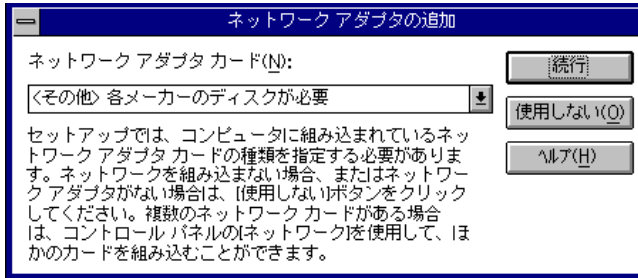 ネットワーク アダプタの追加
ネットワーク アダプタ カード(N):
続行
<その他> 各メーカーのディスクが必要
使用しない(O)
セットアップでは、コンピュータに組み込まれているネッ
トワーク アダプタ カードの種類を指定する必要がありま
す。ネットワークを組み込まない場合、またはネットワー
ク アダプタがない場合は、[使用しない]ボタンをクリック
してください。複数のネットワーク カードがある場合
は、コントロール パネルの[ネットワーク]を使用して、ほ
かのカードを組み込むことができます。
ヘルプ(H)